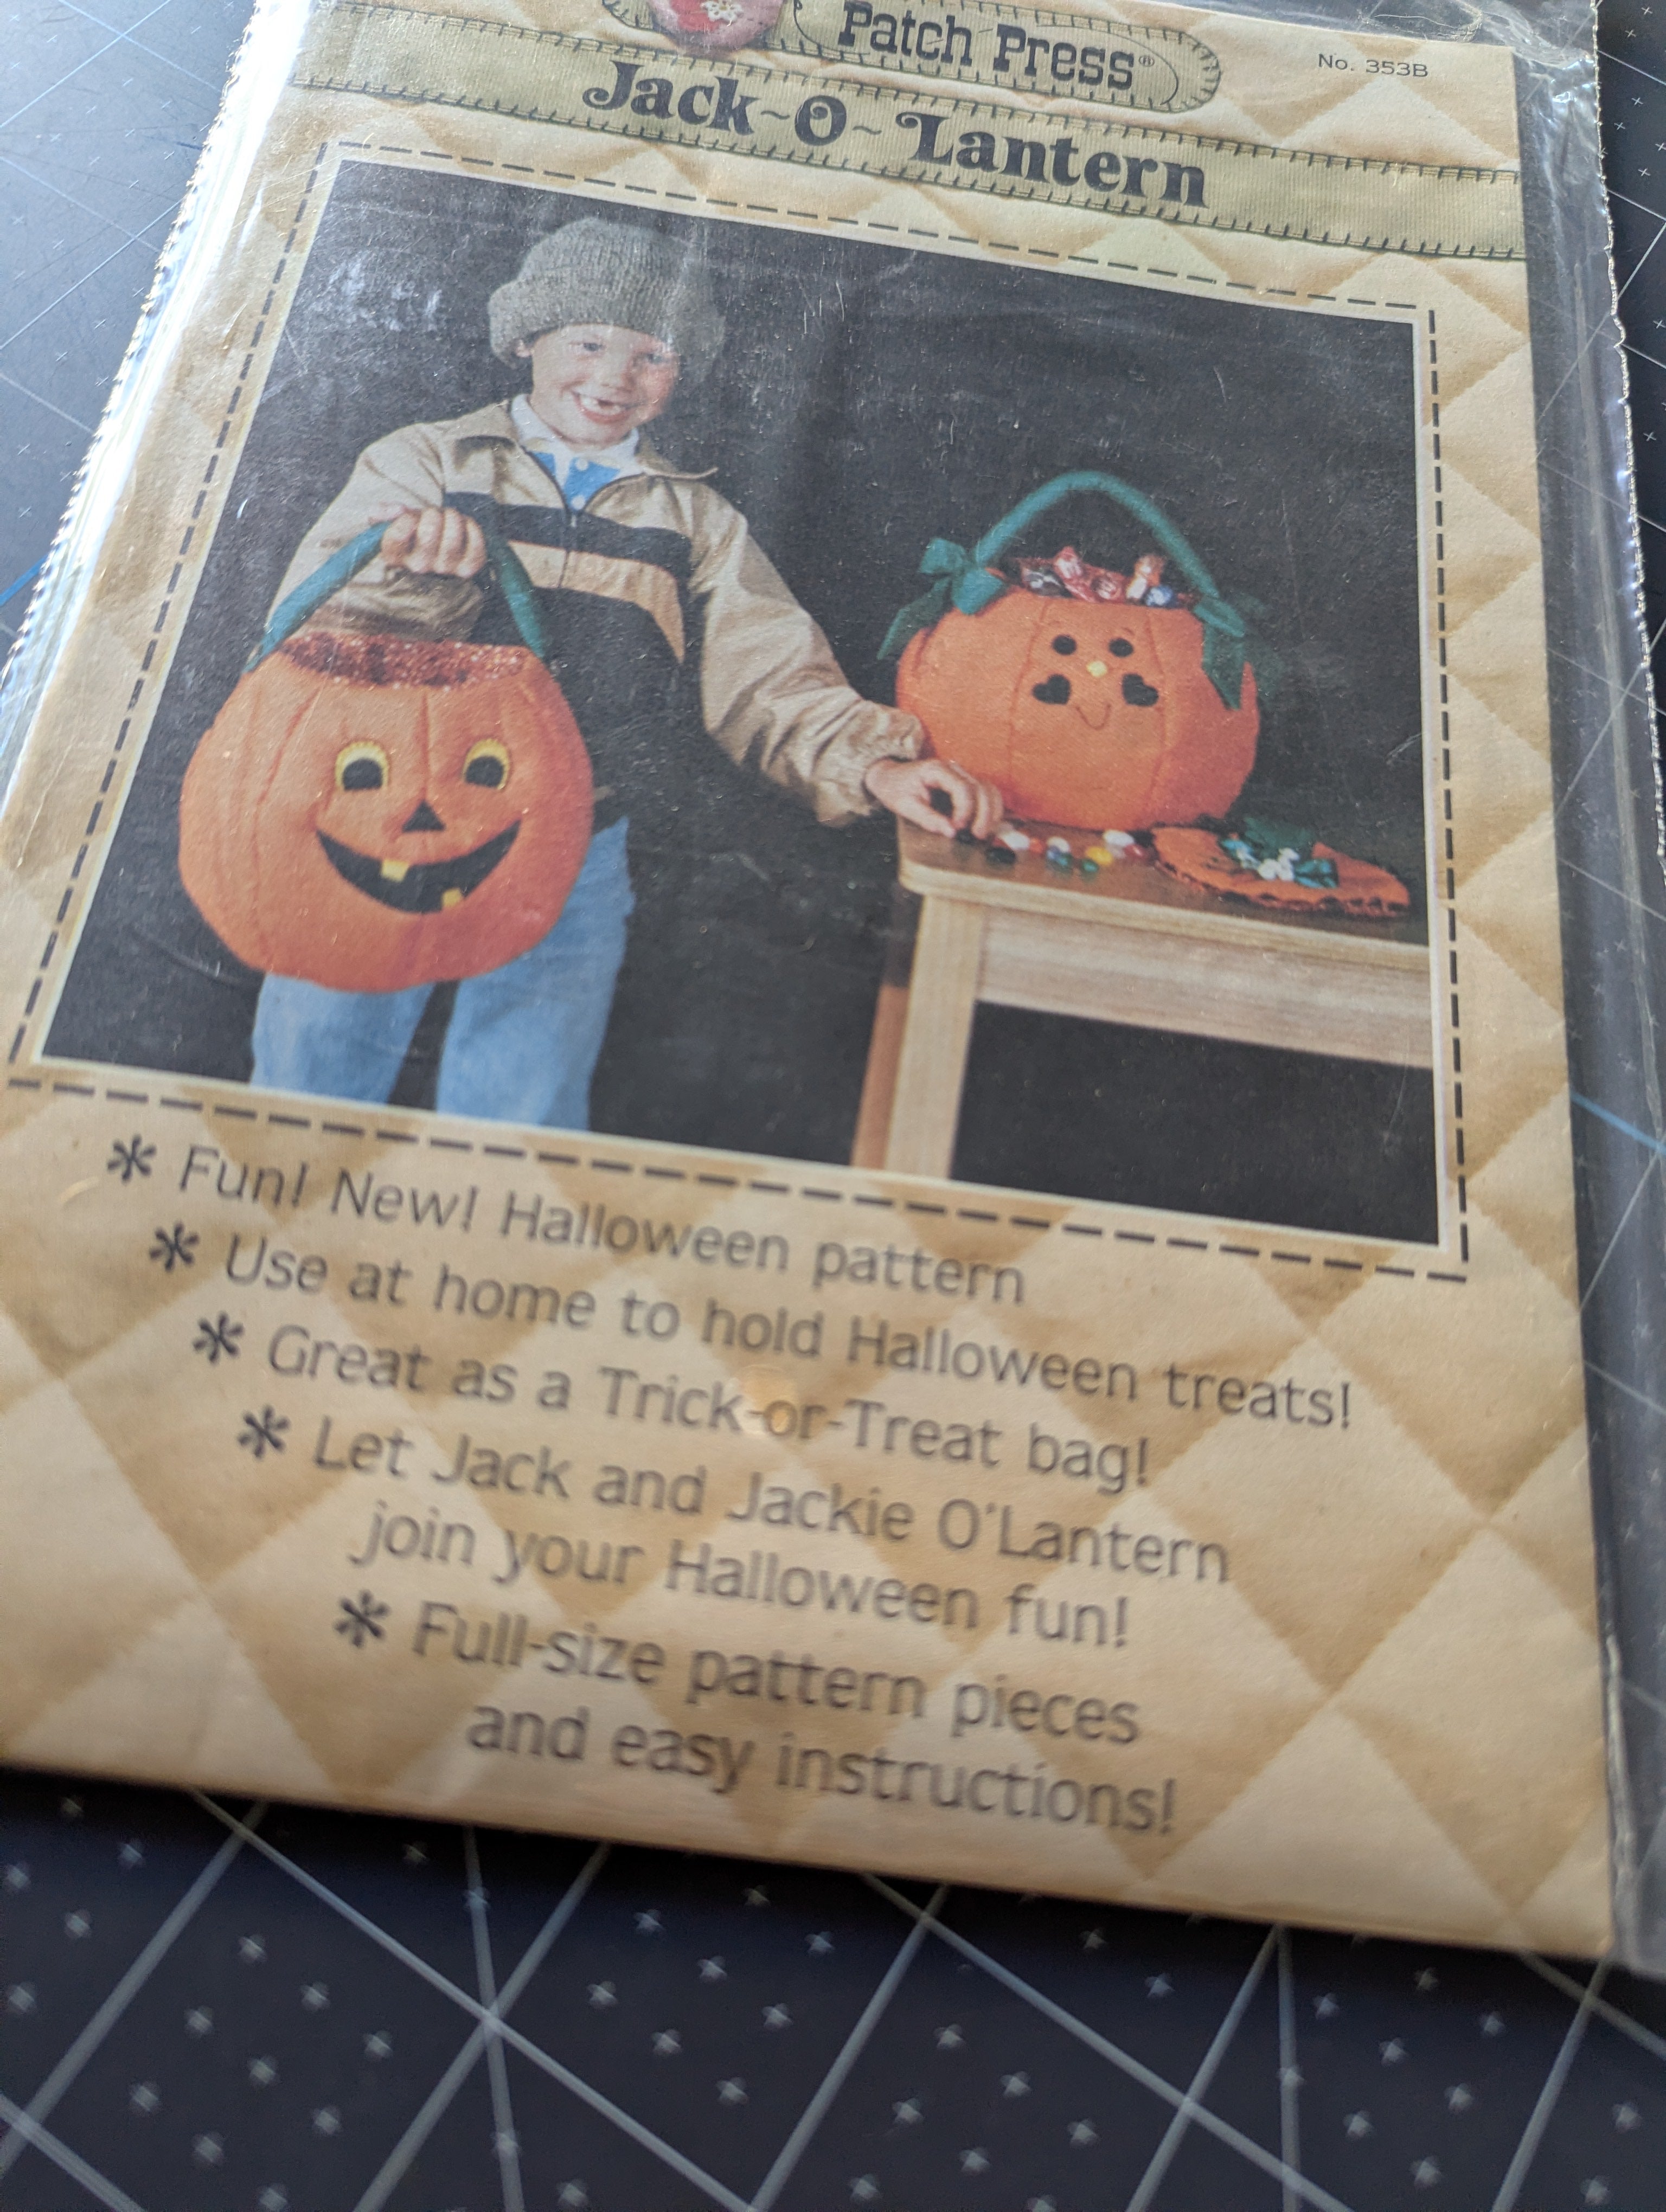 Patch Press®
No. 353B
Jack~O~Lantern
* Fun! New! Halloween pattern
* Use at home to hold Halloween treats!
* Great as a Trick-or-Treat bag!
* Let Jack and Jackie O'Lantern
join your Halloween fun!
* Full-size pattern pieces
and easy instructions!